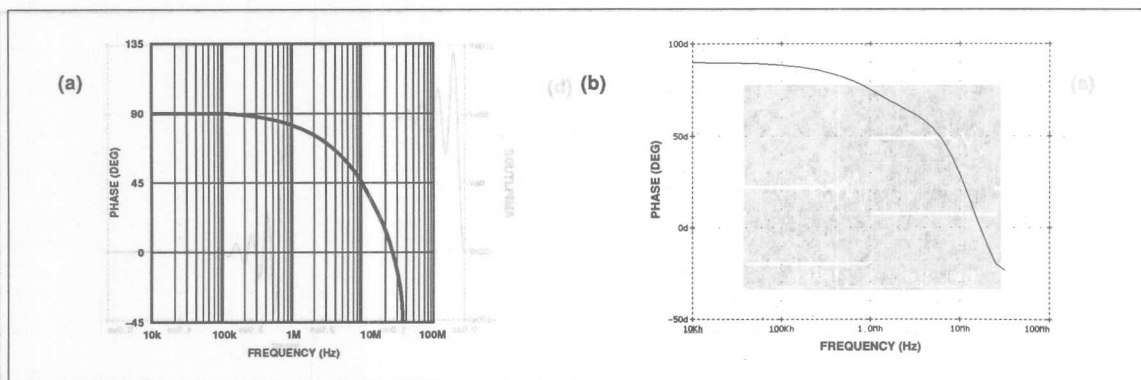 (a)
135
90
45
0
–45
PHASE (DEG)
10k 100k 1M 10M 100M
FREQUENCY (Hz)
(b)
100d
50d
0d
–50d
PHASE (DEG)
10Kh 100Kh 1.0Mh 10Mh 100Mh
FREQUENCY (Hz)